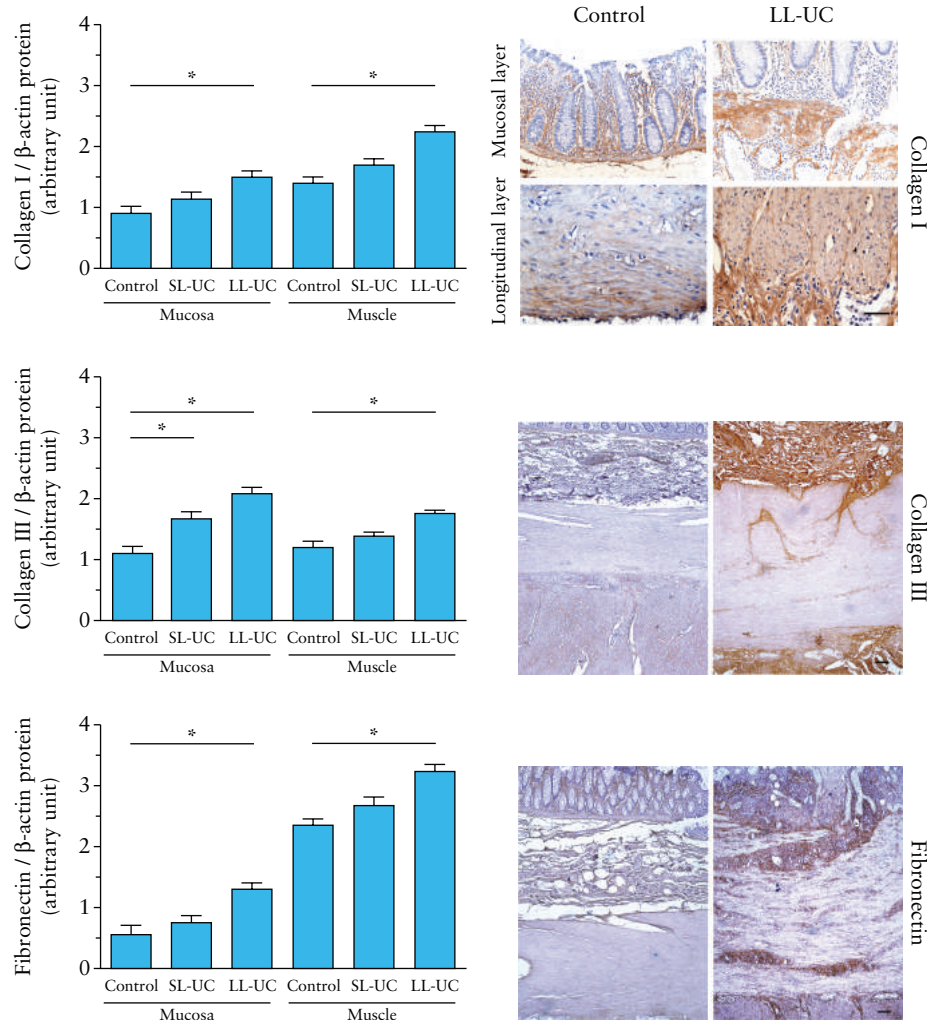 Collagen I / β-actin protein
(arbitrary unit)
4
3
2
1
0
*
*
Control SL-UC LL-UC Control SL-UC LL-UC
Mucosa Muscle
Control LL-UC
Mucosal layer
Longitudinal layer
Collagen I
Collagen III / β-actin protein
(arbitrary unit)
4
3
2
1
0
*
*
*
Control SL-UC LL-UC Control SL-UC LL-UC
Mucosa Muscle
Collagen III
Fibronectin / β-actin protein
(arbitrary unit)
4
3
2
1
0
*
*
Control SL-UC LL-UC Control SL-UC LL-UC
Mucosa Muscle
Fibronectin